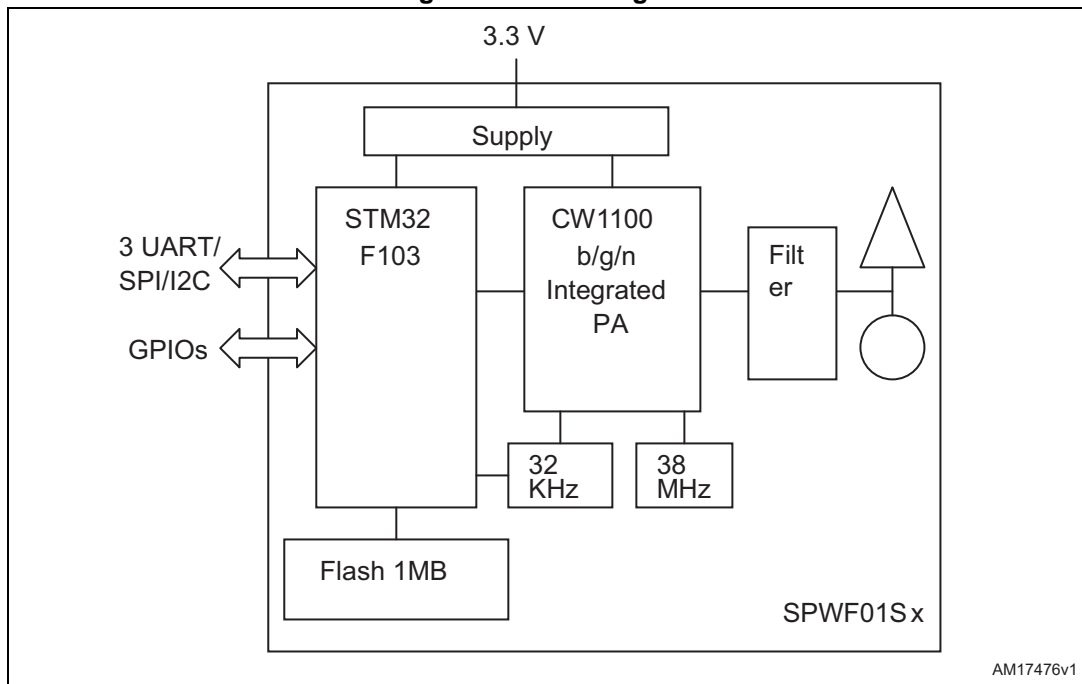 3.3 V
Supply
STM32
F103
CW1100
b/g/n
Integrated
PA
Filt
er
3 UART/
SPI/I2C
GPIOs
32
KHz
38
MHz
Flash 1MB
SPWF01S x
AM17476v1